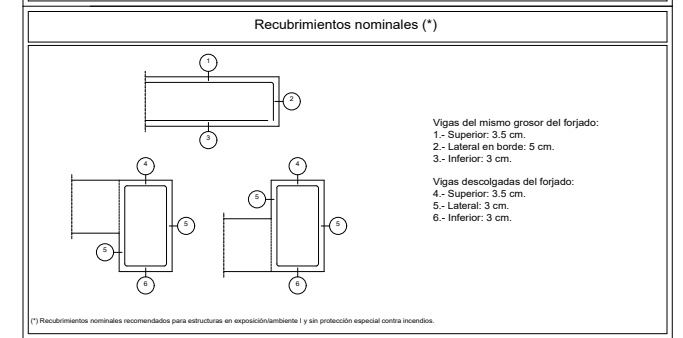 Recubrimientos nominales (*)
1
2
3
Vigas del mismo grosor del forjado:
1.- Superior: 3.5 cm.
2.- Lateral en borde: 5 cm.
3.- Inferior: 3 cm.
Vigas descolgadas del forjado:
4.- Superior: 3.5 cm.
5.- Lateral: 3 cm.
6.- Inferior: 3 cm.
4
4
5
5
5
5
6
6
(*) Recubrimientos nominales recomendados para estructuras en exposición/ambiente I y sin protección especial contra incendios.